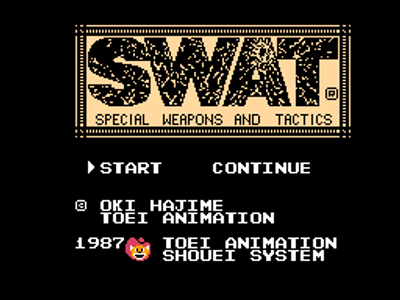 SWAT®
SPECIAL WEAPONS AND TACTICS
START CONTINUE
© OKI HAJIME
TOEI ANIMATION
1987 TOEI ANIMATION
SHOUEI SYSTEM